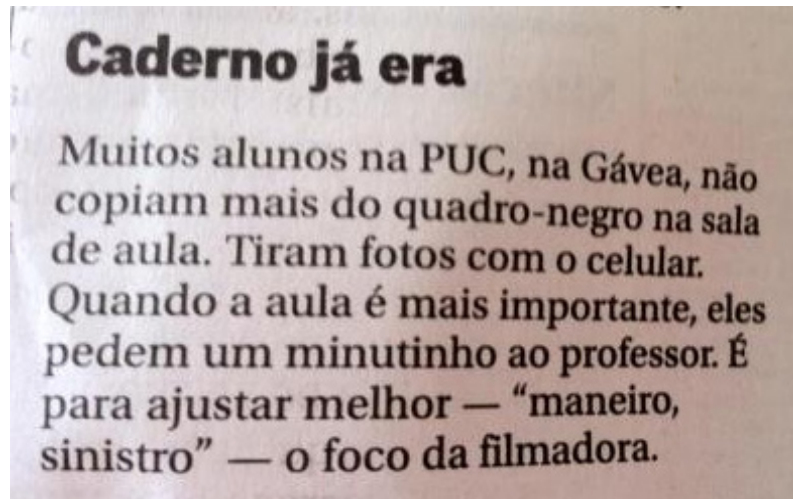 Caderno já era
Muitos alunos na PUC, na Gávea, não
copiam mais do quadro-negro na sala
de aula. Tiram fotos com o celular.
Quando a aula é mais importante, eles
pedem um minutinho ao professor. É
para ajustar melhor — “maneiro,
sinistro” — o foco da filmadora.